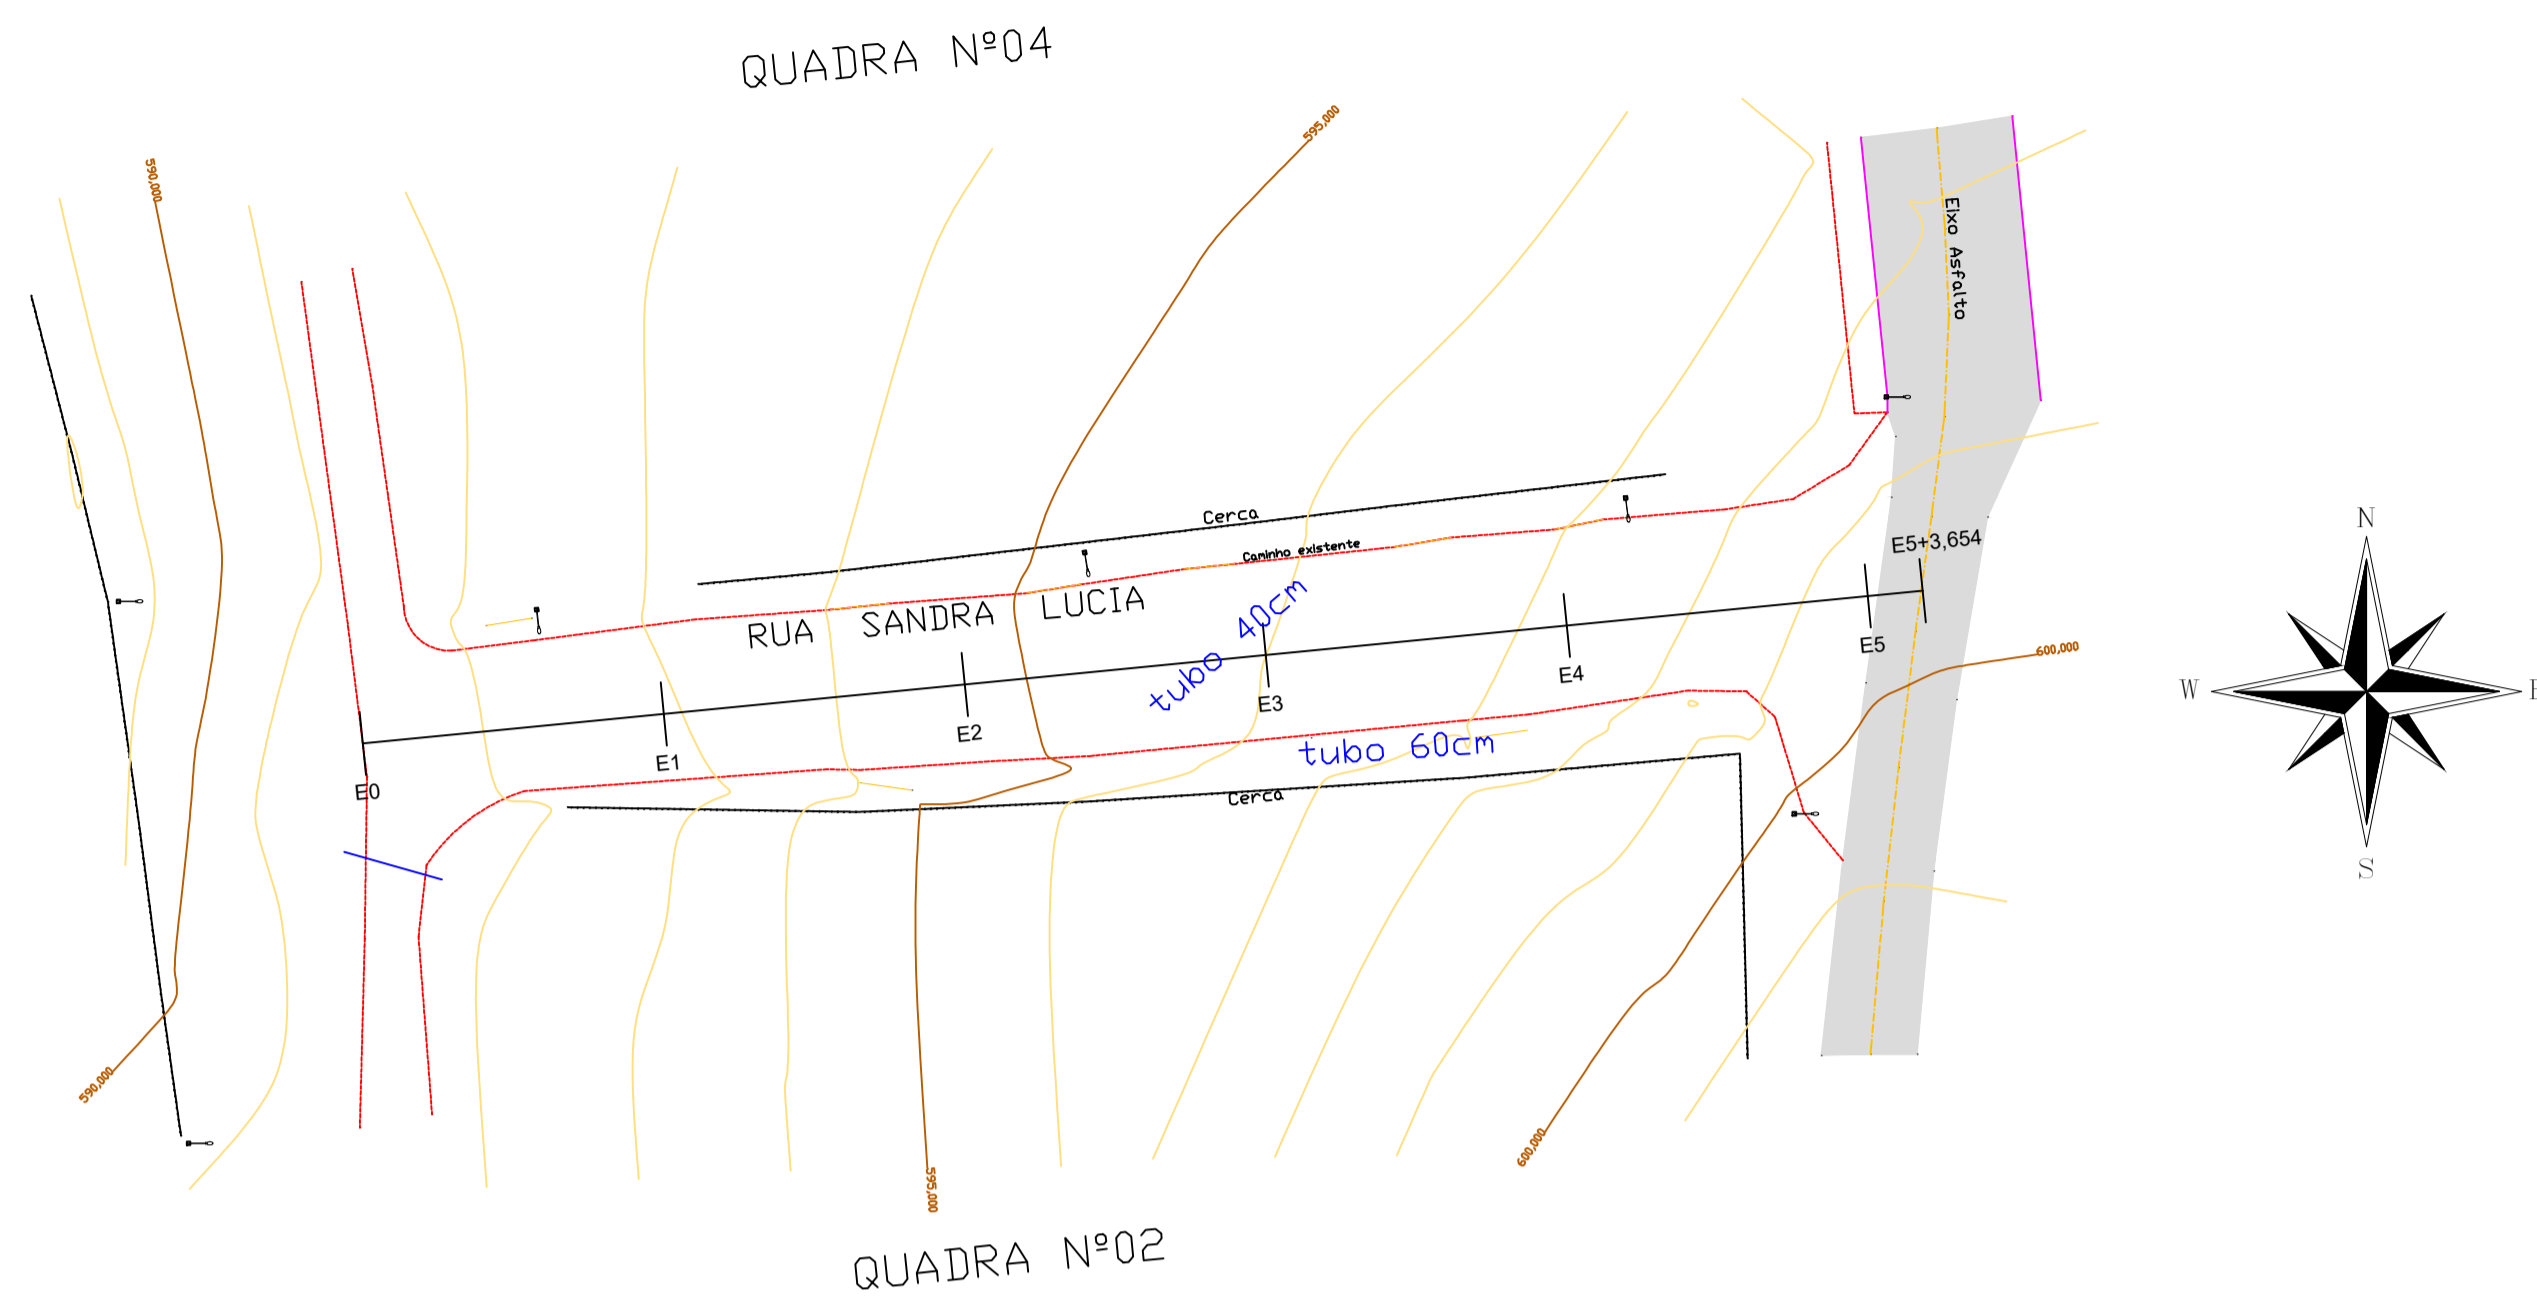 QUADRA Nº04
595,000
590,000
Eixo Asfalto
Cerca
N
E5+3,654
Caminho existente
40cm
tubo
RUA SANDRA LUCIA
E5
600,000
E4
W
E
E3
E2
tubo 60cm
E1
E0
Cerca
S
590,000
600,000
595,000
QUADRA Nº02